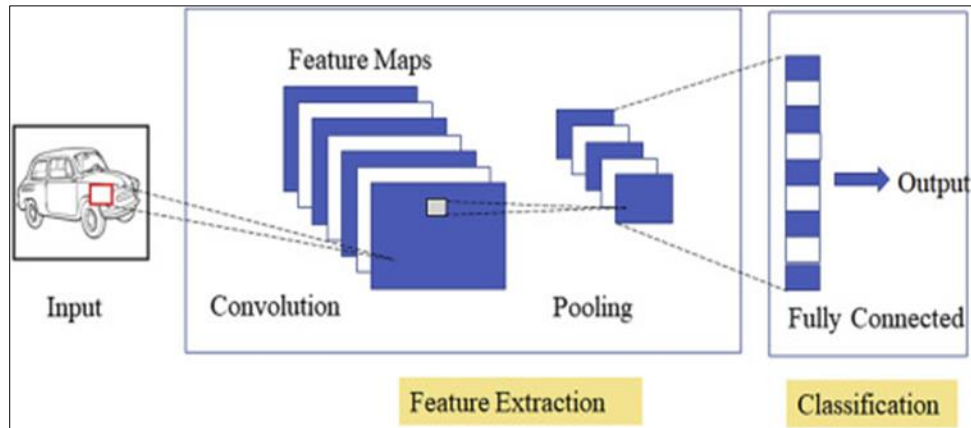 Feature Maps
Input
Convolution
Pooling
Fully Connected
Output
Feature Extraction
Classification